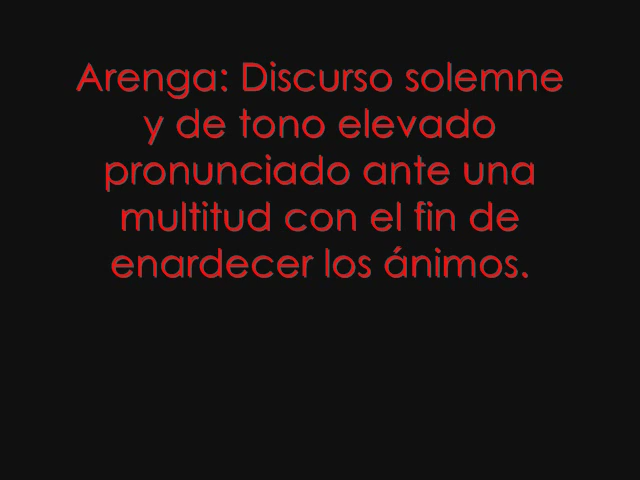 Arenga: Discurso solemne
y de tono elevado
pronunciado ante una
multitud con el fin de
enardecer los ánimos.